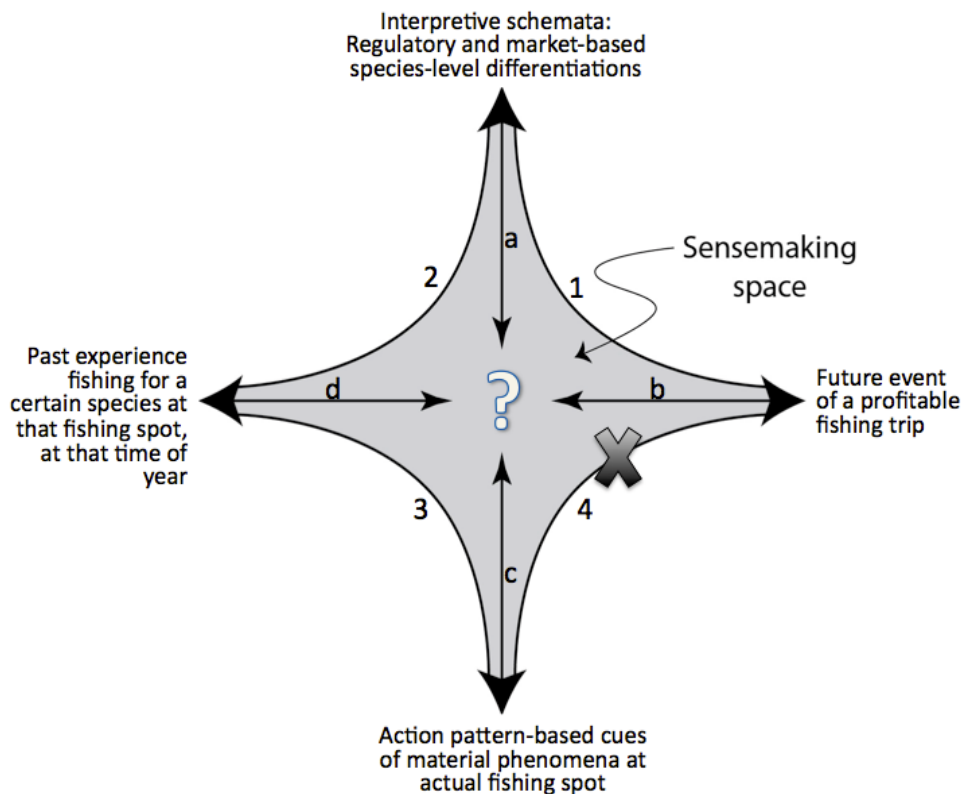 Interpretive schemata:
Regulatory and market-based
species-level differentiations
a
Sensemaking
space
2
1
Past experience
fishing for a
certain species at
that fishing spot,
at that time of
year
d
?
b
Future event
of a profitable
fishing trip
X
3
4
c
Action pattern-based cues
of material phenomena at
actual fishing spot